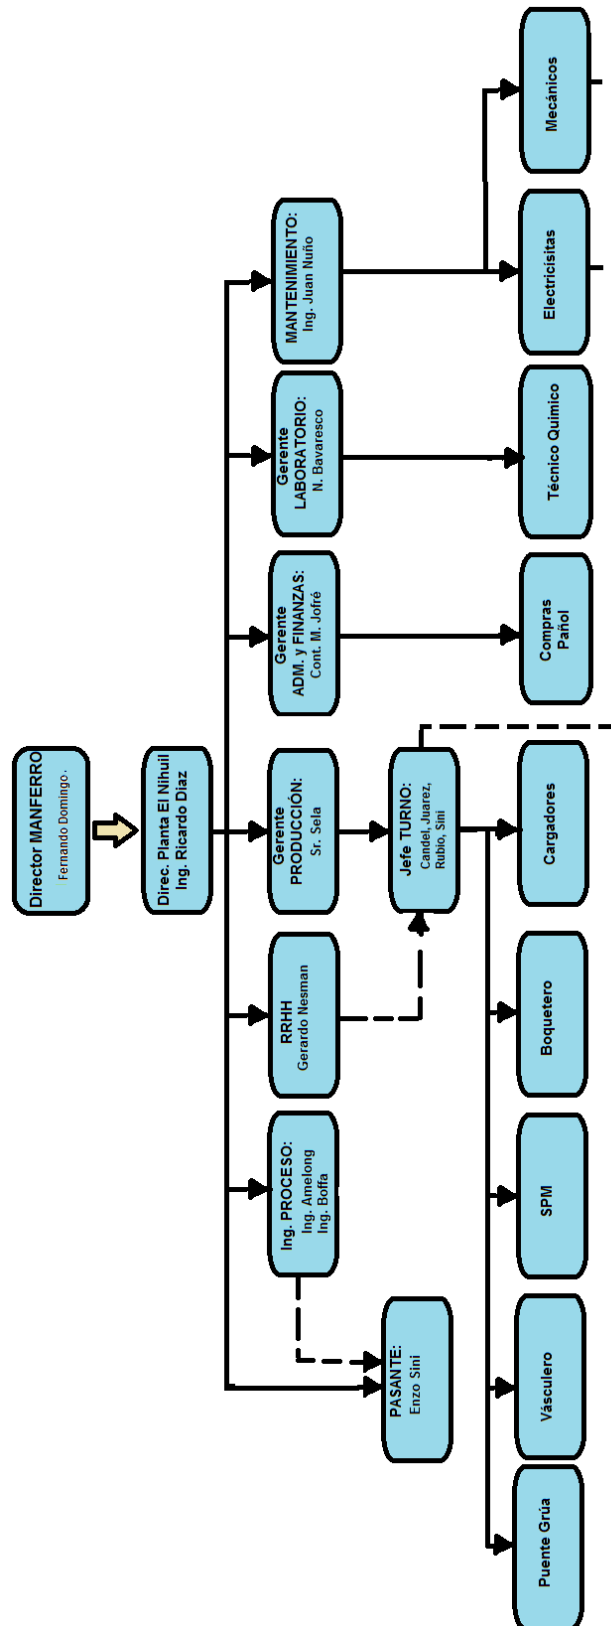 Director MANFERRO
Fernando Domingo.
Direc. Planta El Nihuil
Ing. Ricardo Diaz
Ing. PROCESO:
Ing. Amelong
Ing. Boffa
RRHH
Gerardo Nesman
Gerente
PRODUCCIÓN:
Sr. Sela
Gerente
ADM. y FINANZAS:
Cont. M. Jofré
Gerente
LABORATORIO:
N. Bavaresco
MANTENIMIENTO:
Ing. Juan Nuño
PASANTE:
Enzo Sini
Jefe TURNO:
Candel, Juarez,
Rubio, Sini
Puente Grúa
Vásculero
SPM
Boquetero
Cargadores
Compras
Pañol
Técnico Quimico
Electricísitas
Mecánicos